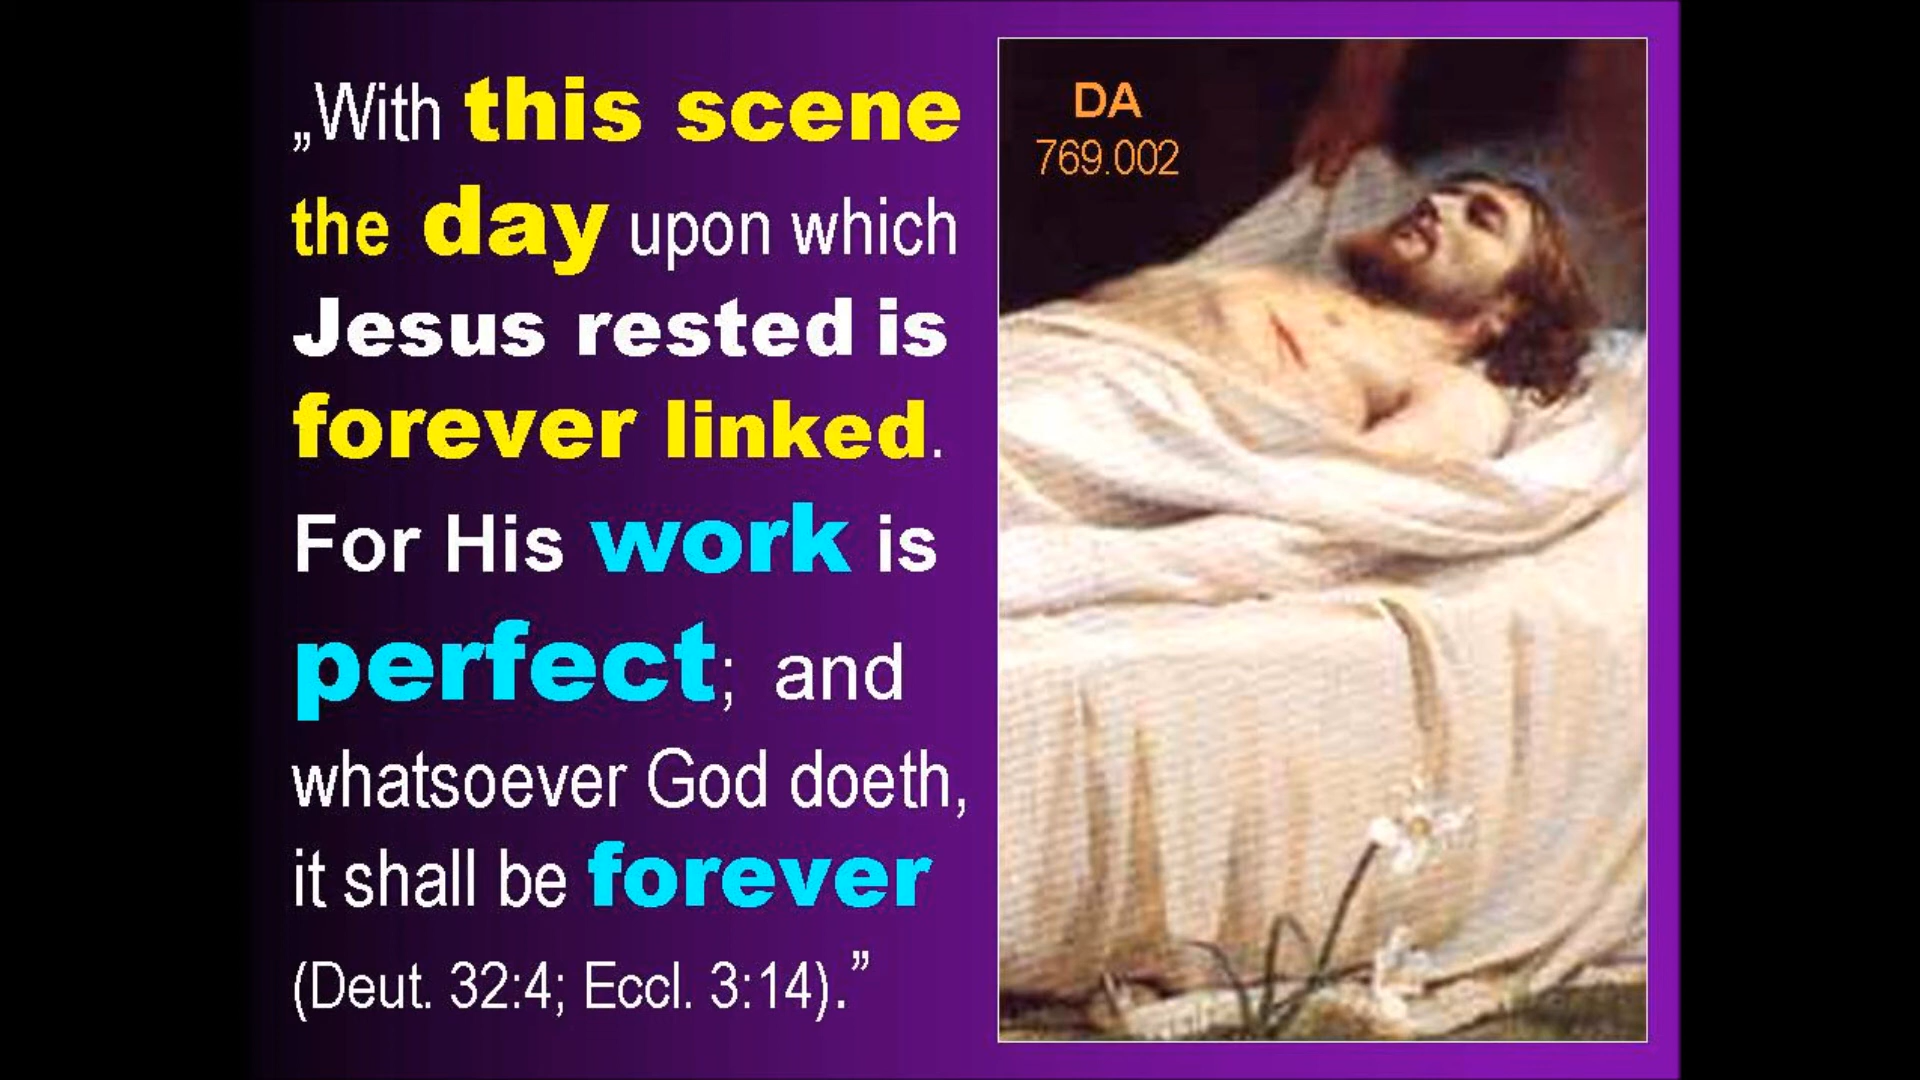 „With this scene
the day upon which
Jesus rested is
forever linked.
For His work is
perfect; and
whatsoever God doeth,
it shall be forever
(Deut. 32:4; Eccl. 3:14).”
DA
769.002